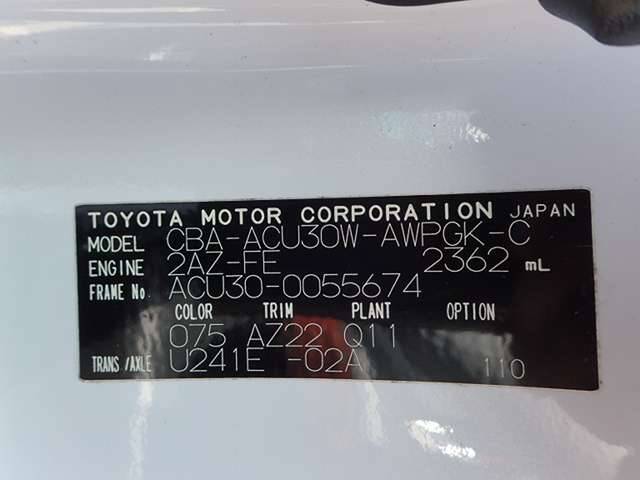 TOYOTA MOTOR CORPORATION JAPAN
MODEL CBA-ACU30W-AWPGK-C
ENGINE 2AZ-FE 2362 mL
FRAME No. ACU30-0055674
COLOR TRIM PLANT OPTION
075 AZ22 Q11
TRANS/AXLE U241E -02A 110